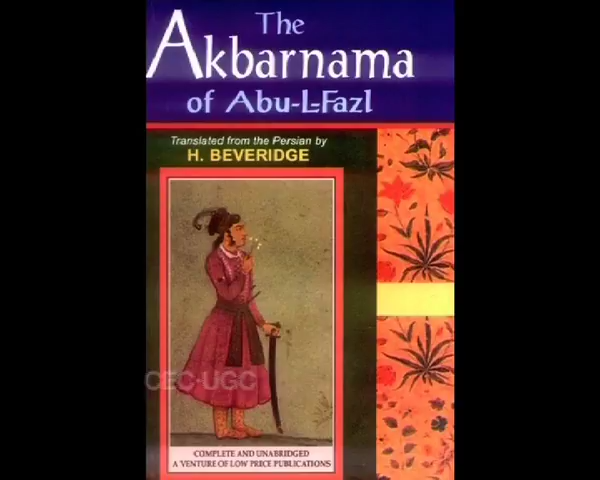 The
Akbarnama
of Abu-L-Fazl
Translated from the Persian by
H. BEVERIDGE
CEC-UGC
COMPLETE AND UNABRIDGED
A VENTURE OF LOW PRICE PUBLICATIONS